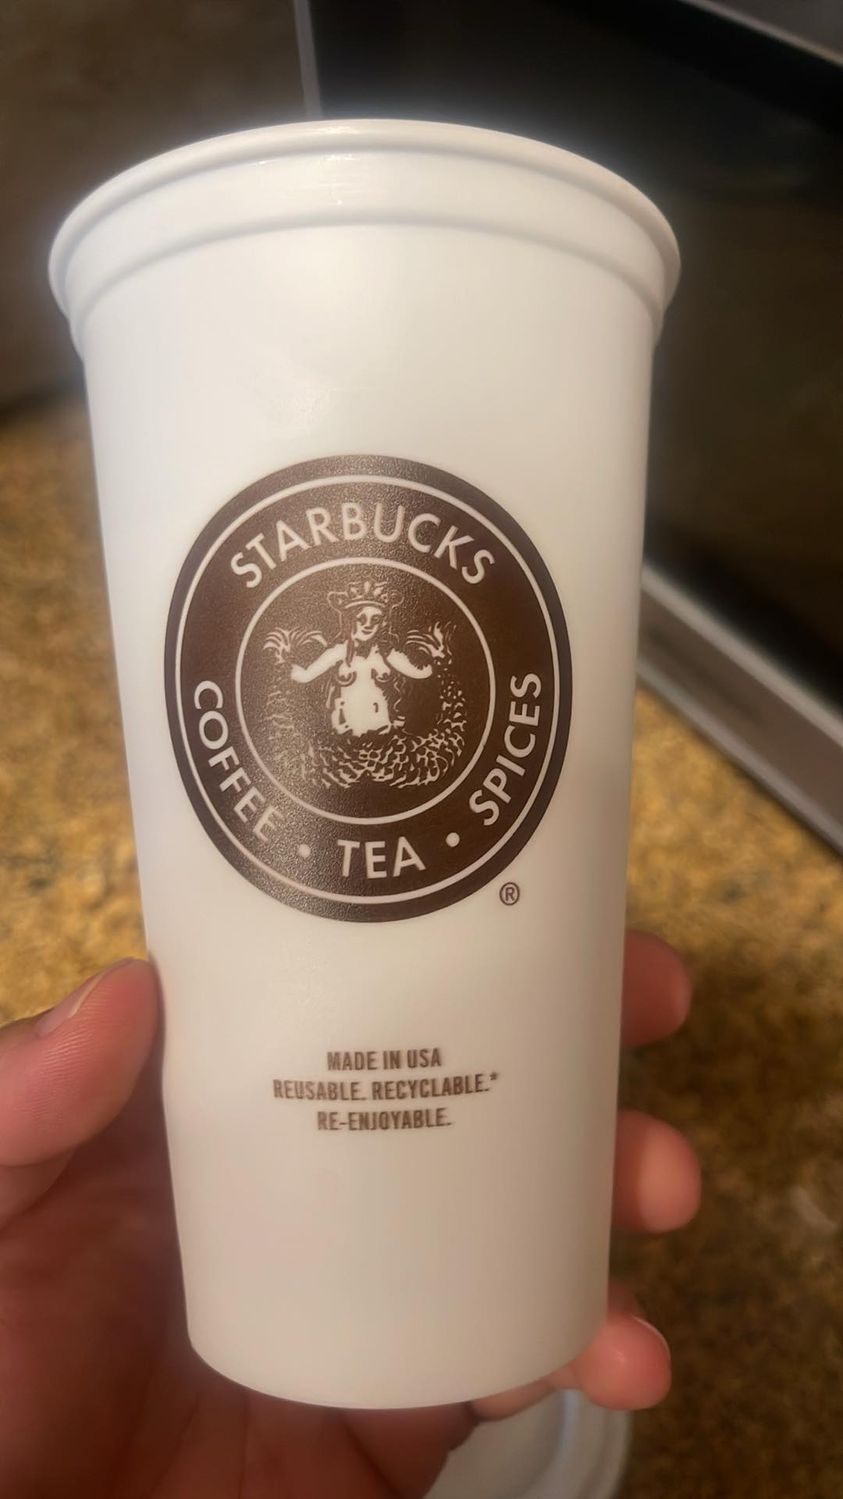 STARBUCKS
COFFEE • TEA • SPICES
®
MADE IN USA
REUSABLE. RECYCLABLE.*
RE-ENJOYABLE.